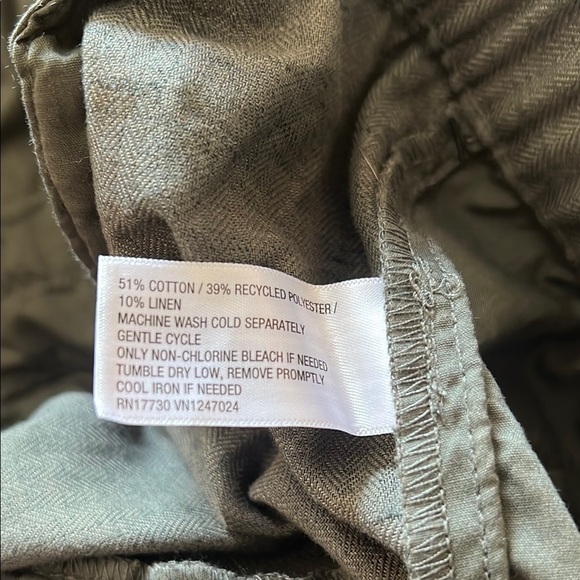 51% COTTON / 39% RECYCLED POLYESTER /
10% LINEN
MACHINE WASH COLD SEPARATELY
GENTLE CYCLE
ONLY NON-CHLORINE BLEACH IF NEEDED
TUMBLE DRY LOW, REMOVE PROMPTLY
COOL IRON IF NEEDED
RN17730 VN1247024